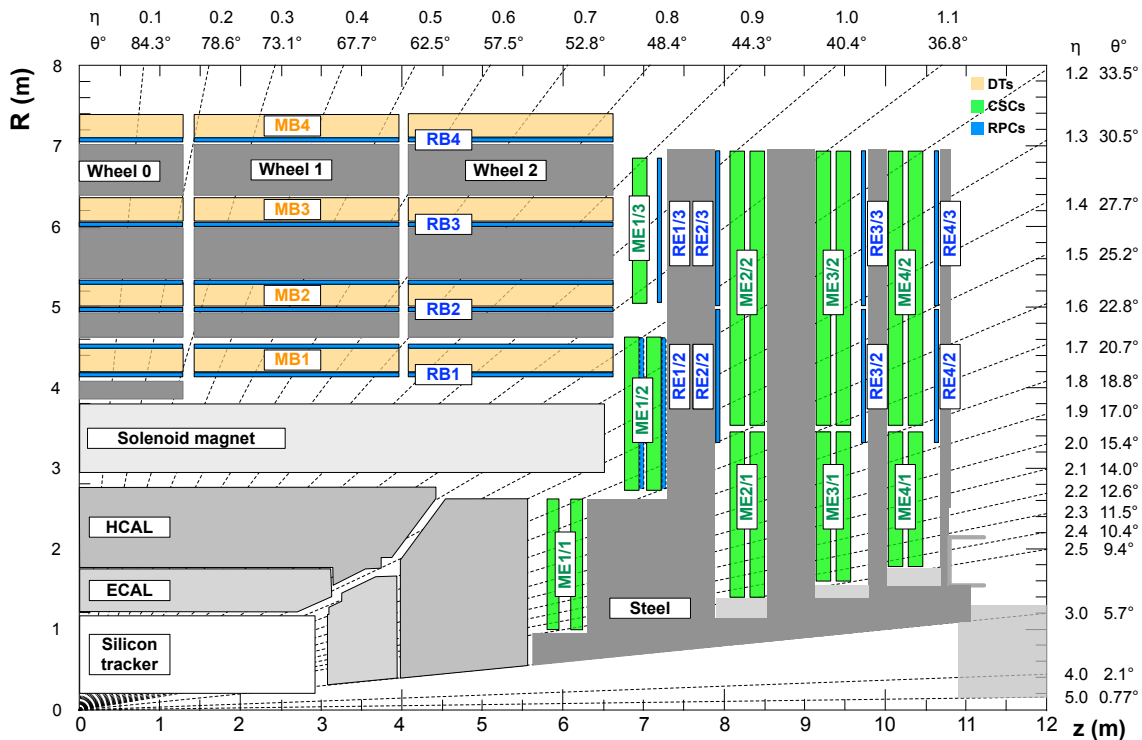 η 0.1 0.2 0.3 0.4 0.5 0.6 0.7 0.8 0.9 1.0 1.1
θ° 84.3° 78.6° 73.1° 67.7° 62.5° 57.5° 52.8° 48.4° 44.3° 40.4° 36.8° η θ°
R (m)
8
7
6
5
4
3
2
1
0
1.2 33.5°
1.3 30.5°
1.4 27.7°
1.5 25.2°
1.6 22.8°
1.7 20.7°
1.8 18.8°
1.9 17.0°
2.0 15.4°
2.1 14.0°
2.2 12.6°
2.3 11.5°
2.4 10.4°
2.5 9.4°
3.0 5.7°
4.0 2.1°
5.0 0.77°
DTs
CSCs
RPCs
MB4
RB4
Wheel 0 Wheel 1 Wheel 2
MB3
RB3
MB2
RB2
MB1
RB1
Solenoid magnet
HCAL
ECAL
Silicon
tracker
Steel
ME1/3
RE1/3
RE2/3
ME2/2
ME3/2
RE3/3
ME4/2
RE4/3
ME1/2
RE1/2
RE2/2
RE3/2
RE4/2
ME1/1
ME2/1
ME3/1
ME4/1
0 1 2 3 4 5 6 7 8 9 10 11 12
z (m)